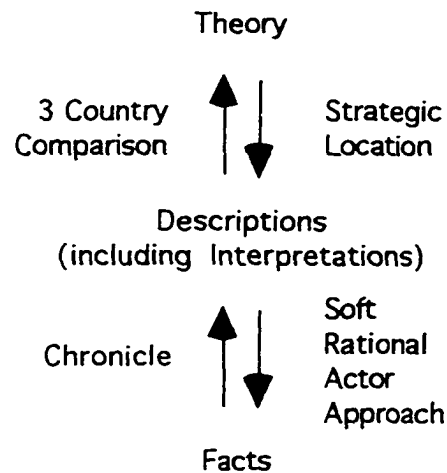 Theory
3 Country
Comparison
Strategic
Location
Descriptions
(including Interpretations)
Chronicle
Soft
Rational
Actor
Approach
Facts